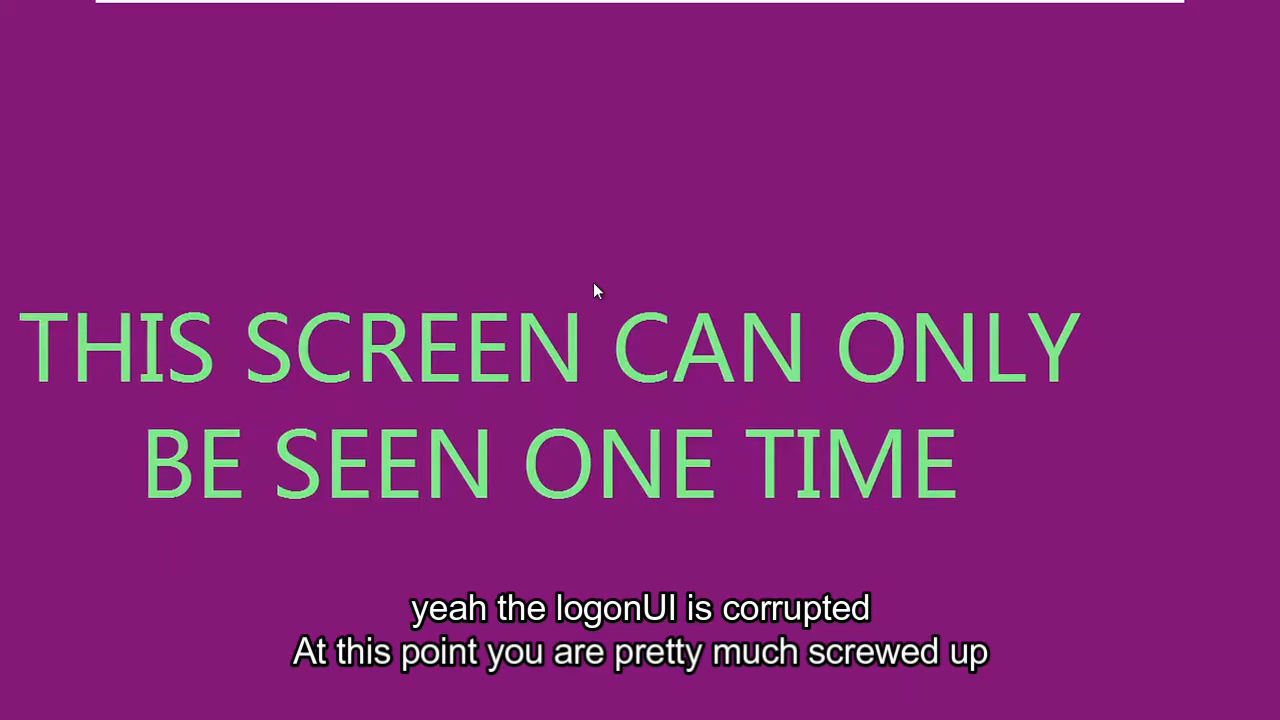 THIS SCREEN CAN ONLY
BE SEEN ONE TIME
yeah the logonUI is corrupted
At this point you are pretty much screwed up